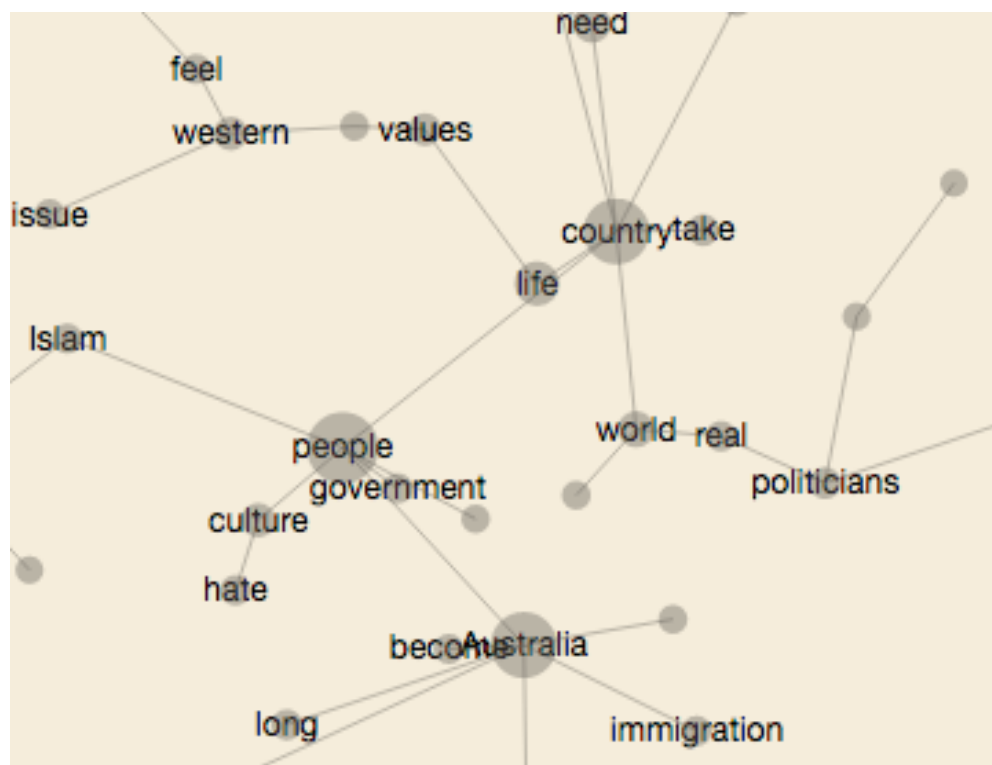 need
feel
western
values
issue
country
take
life
Islam
world
real
people
government
politicians
culture
hate
become
Australia
long
immigration